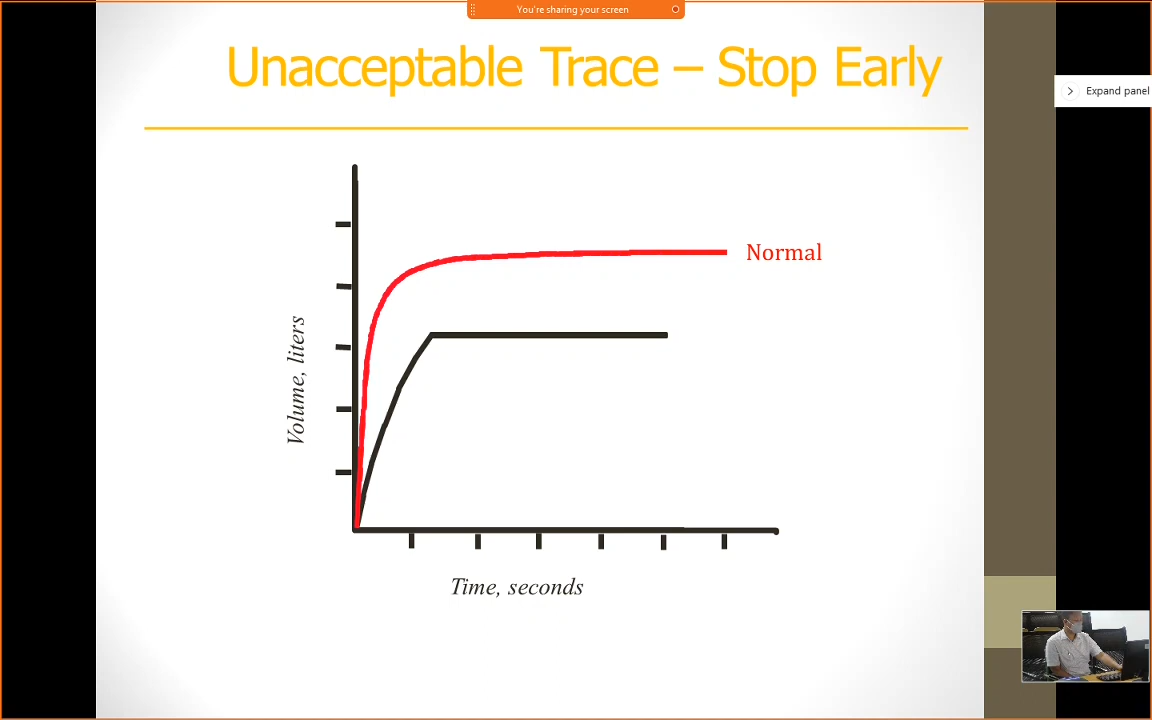 You're sharing your screen
Unacceptable Trace – Stop Early
Expand panel
Normal
Volume, liters
Time, seconds